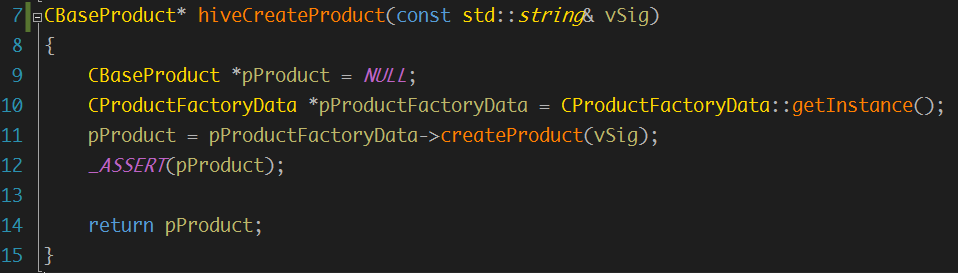 7 CBaseProduct* hiveCreateProduct(const std::string& vSig)
8 {
9 CBaseProduct *pProduct = NULL;
10 CProductFactoryData *pProductFactoryData = CProductFactoryData::getInstance();
11 pProduct = pProductFactoryData->createProduct(vSig);
12 _ASSERT(pProduct);
13
14 return pProduct;
15 }